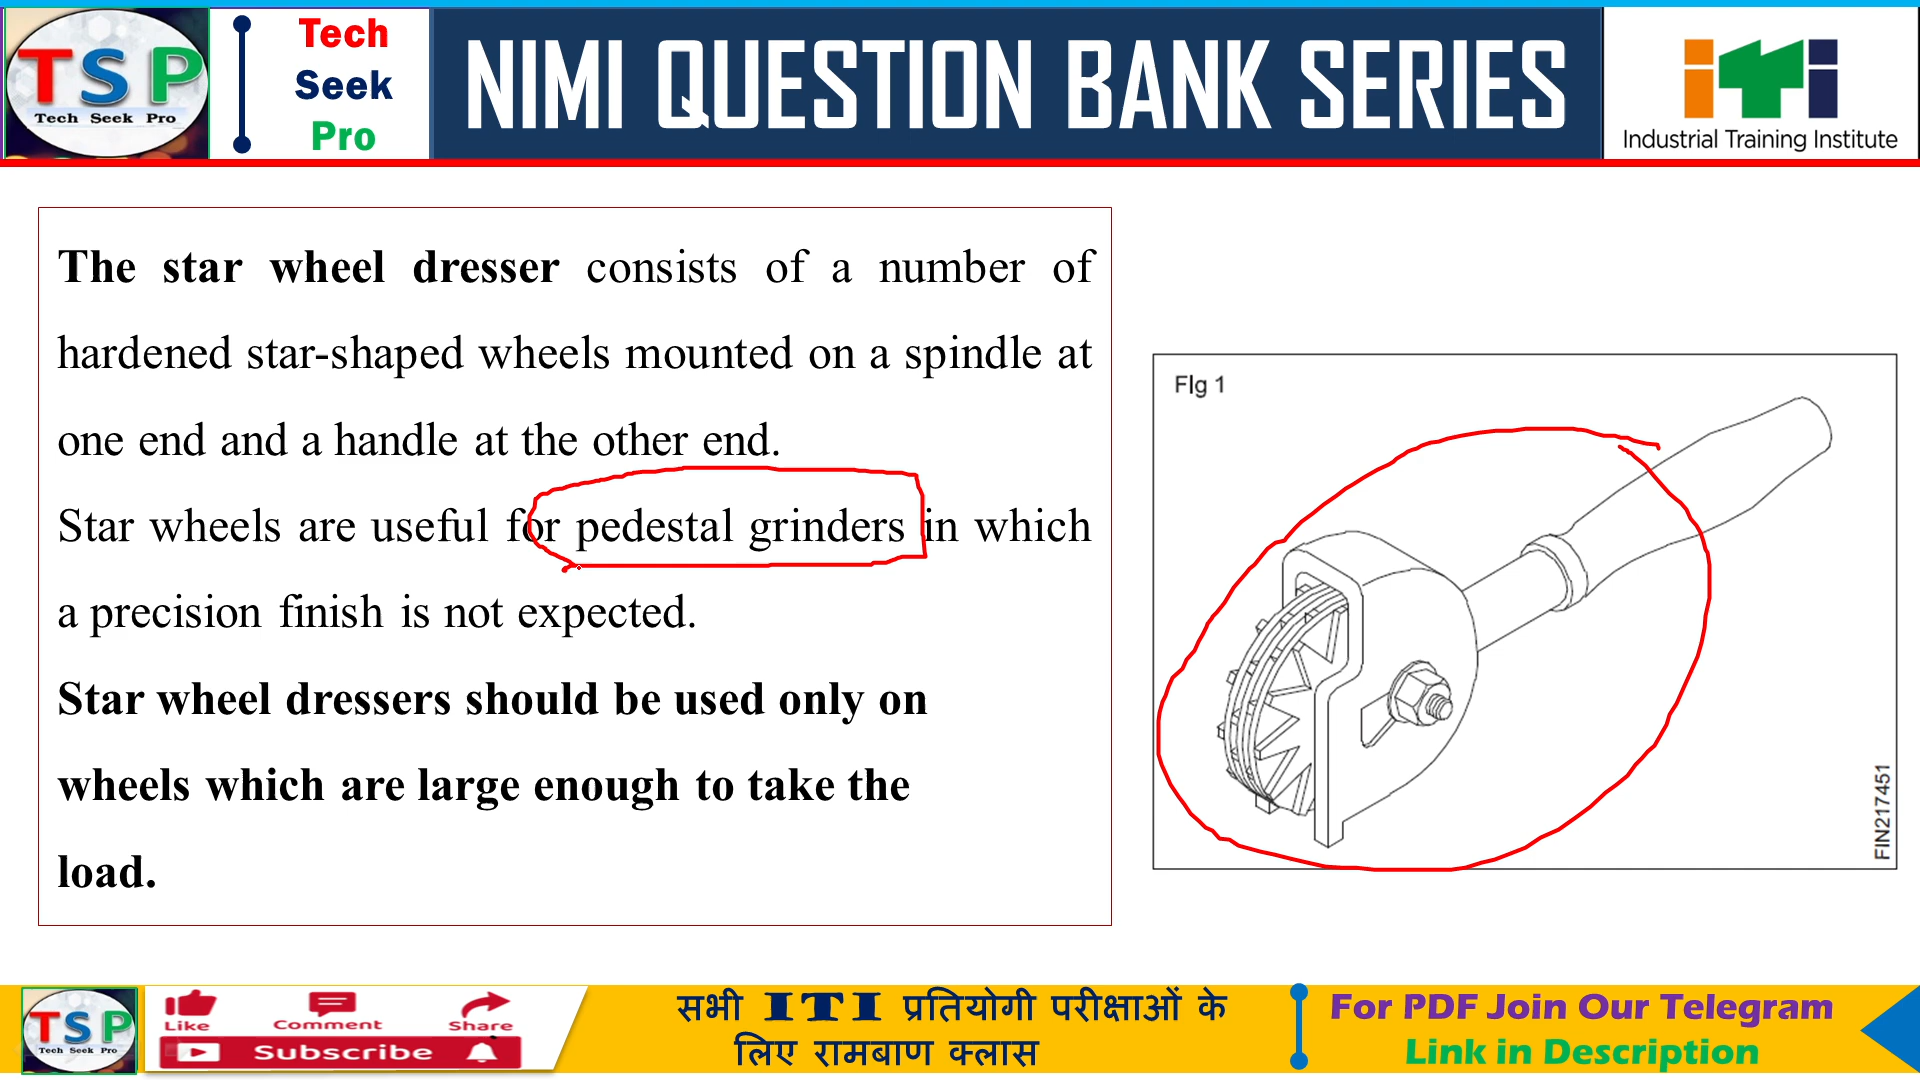 TSP
Tech Seek Pro
Tech
Seek
Pro
NIMI QUESTION BANK SERIES
iTi
Industrial Training Institute
The star wheel dresser consists of a number of
hardened star-shaped wheels mounted on a spindle at
one end and a handle at the other end.
Star wheels are useful for pedestal grinders in which
a precision finish is not expected.
Star wheel dressers should be used only on
wheels which are large enough to take the
load.
FIg 1
FIN217451
TSP
Tech Seek Pro
Like
Comment
Share
Subscribe
सभी ITI प्रतियोगी परीक्षाओं के
लिए रामबाण क्लास
For PDF Join Our Telegram
Link in Description